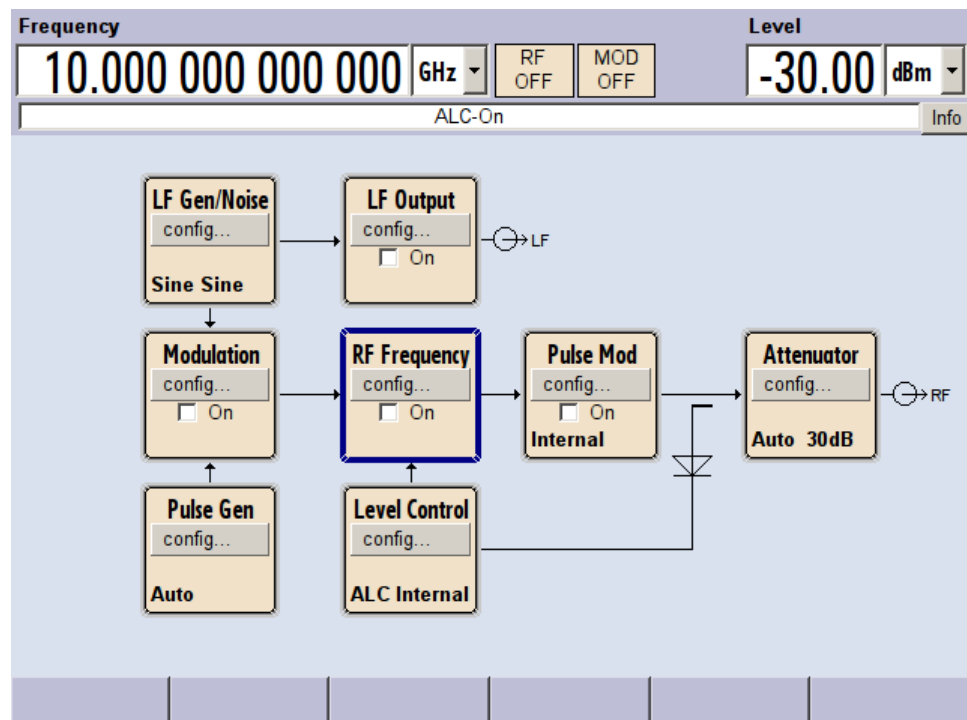 Frequency
Level
10.000 000 000 000 GHz RF OFF MOD OFF -30.00 dBm
ALC-On Info
LF Gen/Noise
config...
Sine Sine
LF Output
config...
On
LF
Modulation
config...
On
RF Frequency
config...
On
Pulse Mod
config...
On
Internal
Attenuator
config...
Auto 30dB
RF
Pulse Gen
config...
Auto
Level Control
config...
ALC Internal